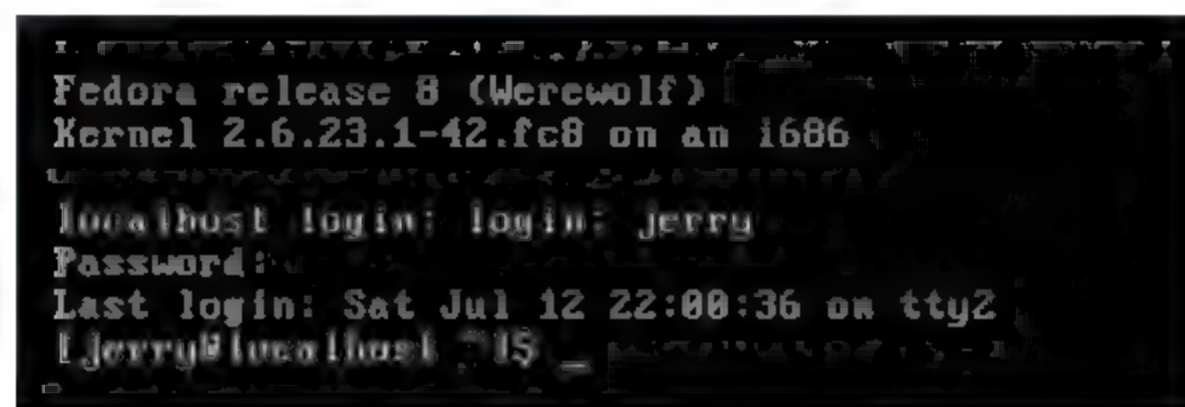 Fedora release 8 (Werewolf)
Kernel 2.6.23.1-42.fc8 on an i686
localhost login: login: jerry
Password:
Last login: Sat Jul 12 22:00:36 on tty2
[jerry@localhost ~]$ _